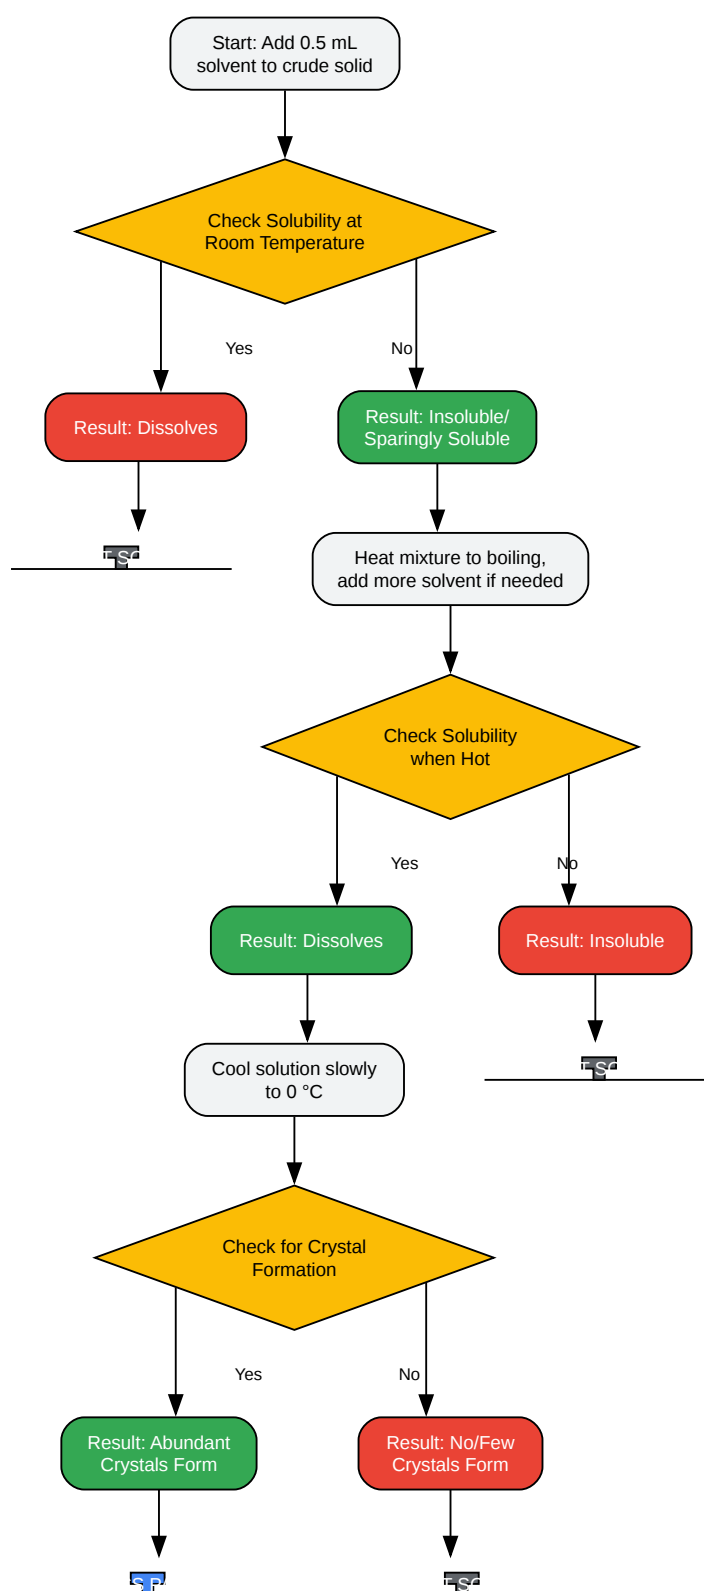 Start: Add 0.5 mL
solvent to crude solid
Check Solubility at
Room Temperature
Yes
No
Result: Dissolves
Result: Insoluble/
Sparingly Soluble
Heat mixture to boiling,
add more solvent if needed
Check Solubility
when Hot
Yes
No
Result: Dissolves
Result: Insoluble
Cool solution slowly
to 0 °C
Check for Crystal
Formation
Yes
No
Result: Abundant
Crystals Form
Result: No/Few
Crystals Form